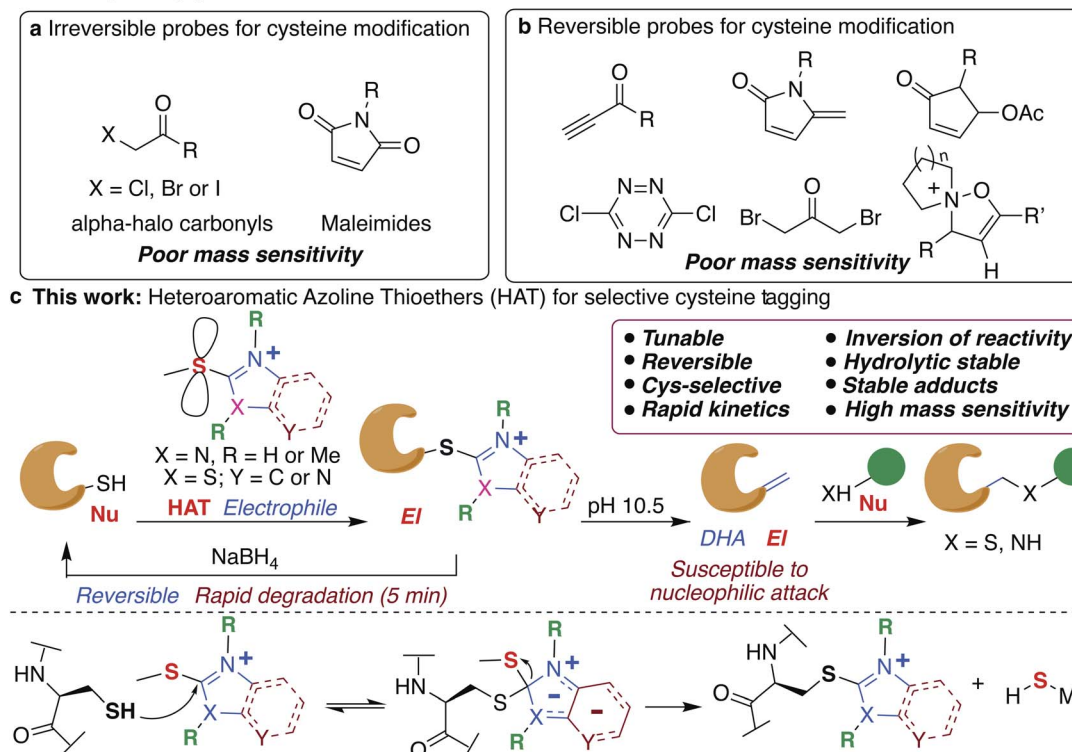 a Irreversible probes for cysteine modification
O
X
R
X = Cl, Br or I
alpha-halo carbonyls
R
N
O
O
Maleimides
Poor mass sensitivity
b Reversible probes for cysteine modification
O
R
R
O
N
R
O
OAc
N N
Cl
Cl
N N
O
Br
Br
( )n
+
N
O
R'
R
H
Poor mass sensitivity
c This work: Heteroaromatic Azoline Thioethers (HAT) for selective cysteine tagging
R
S
N +
X
R
Y
X = N, R = H or Me
X = S; Y = C or N
SH
Nu
HAT Electrophile
NaBH4
Reversible Rapid degradation (5 min)
R
S
N +
X
R
Y
El
● Tunable
● Reversible
● Cys-selective
● Rapid kinetics
● Inversion of reactivity
● Hydrolytic stable
● Stable adducts
● High mass sensitivity
pH 10.5
DHA El
Susceptible to
nucleophilic attack
XH
Nu
X
X = S, NH
HN
O
SH
R
S
N +
X
R
Y
HN
O
S
R
S
N +
-
X
-
R
Y
HN
O
S
R
N +
X
R
Y
+
H S